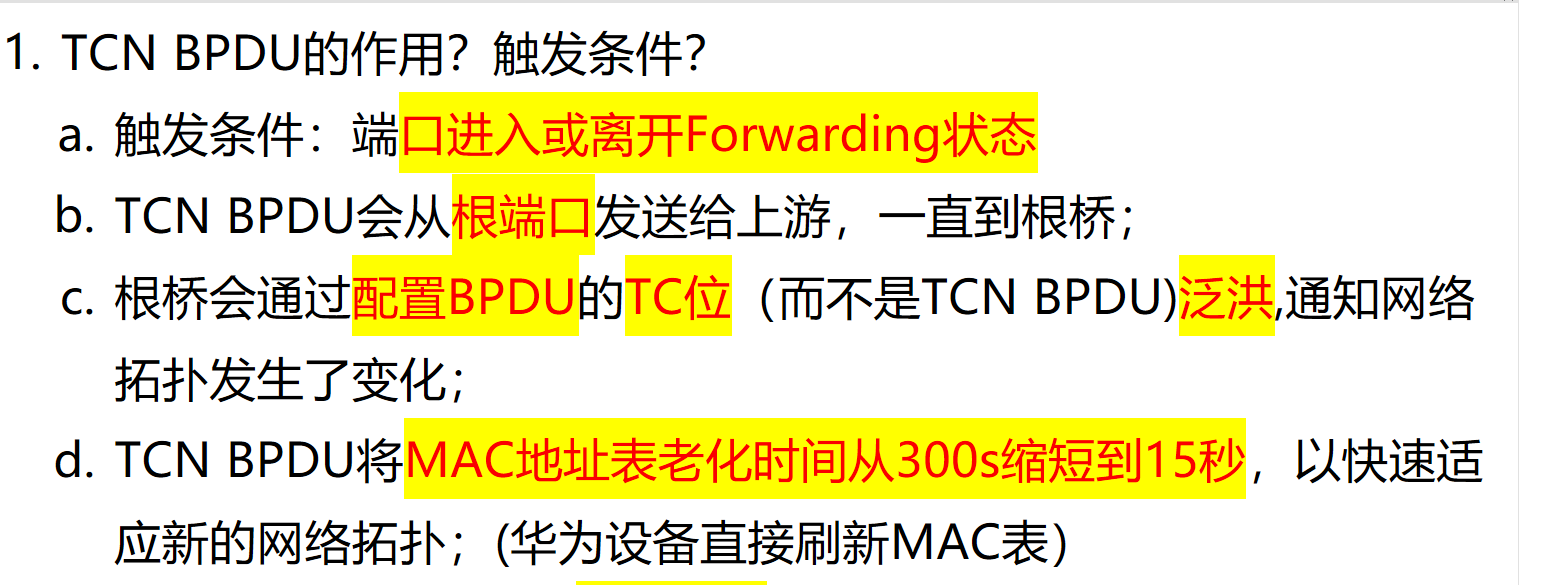 1. TCN BPDU的作用？触发条件？
a. 触发条件：端口进入或离开Forwarding状态
b. TCN BPDU会从根端口发送给上游，一直到根桥；
c. 根桥会通过配置BPDU的TC位（而不是TCN BPDU)泛洪,通知网络
拓扑发生了变化；
d. TCN BPDU将MAC地址表老化时间从300s缩短到15秒，以快速适
应新的网络拓扑；(华为设备直接刷新MAC表）